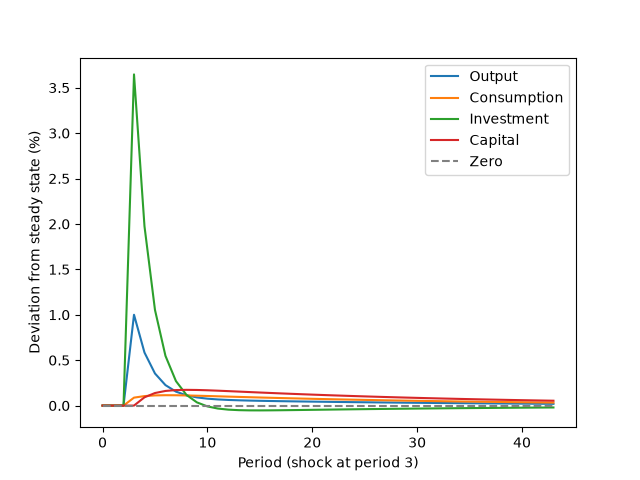 Deviation from steady state (%)
3.5
3.0
2.5
2.0
1.5
1.0
0.5
0.0
Output
Consumption
Investment
Capital
Zero
0 10 20 30 40
Period (shock at period 3)